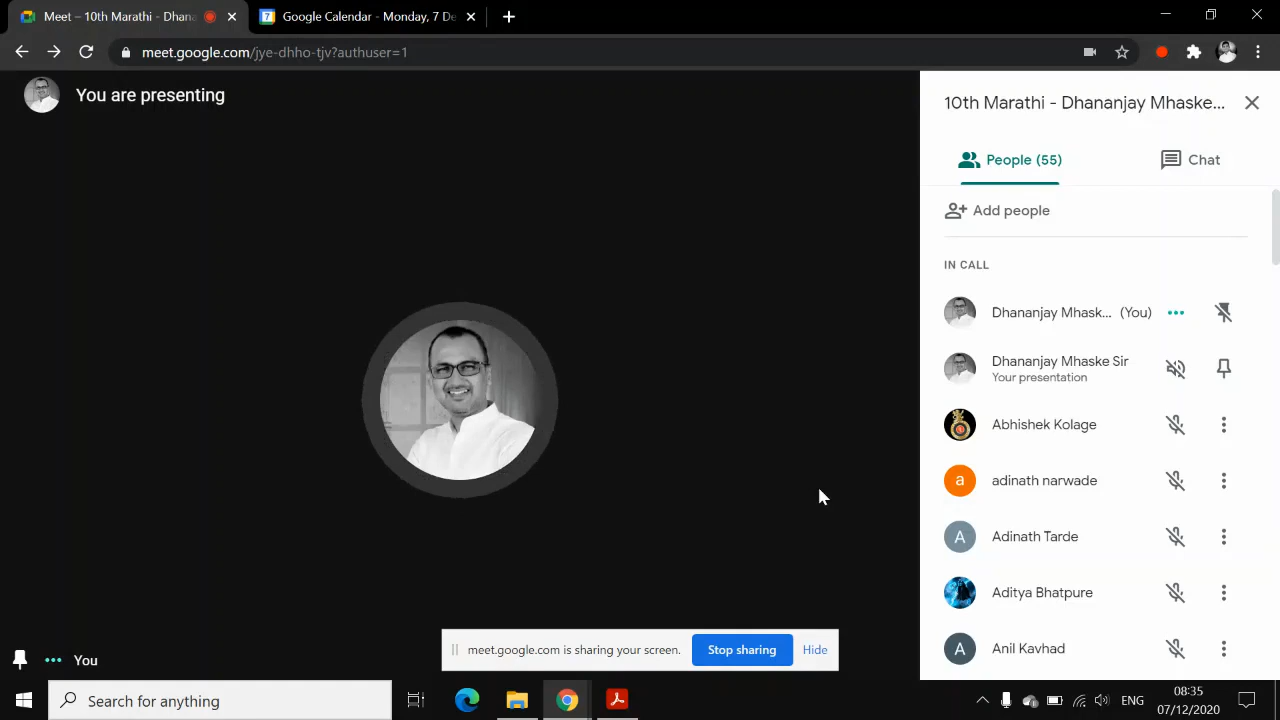 Meet – 10th Marathi - Dhana
Google Calendar - Monday, 7 De
meet.google.com/jye-dhho-tjv?authuser=1
You are presenting
10th Marathi - Dhananjay Mhaske...
People (55)
Chat
Add people
IN CALL
Dhananjay Mhask... (You)
Dhananjay Mhaske Sir
Your presentation
Abhishek Kolage
a
adinath narwade
A
Adinath Tarde
Aditya Bhatpure
A
Anil Kavhad
You
meet.google.com is sharing your screen.
Stop sharing
Hide
Search for anything
ENG
08:35
07/12/2020